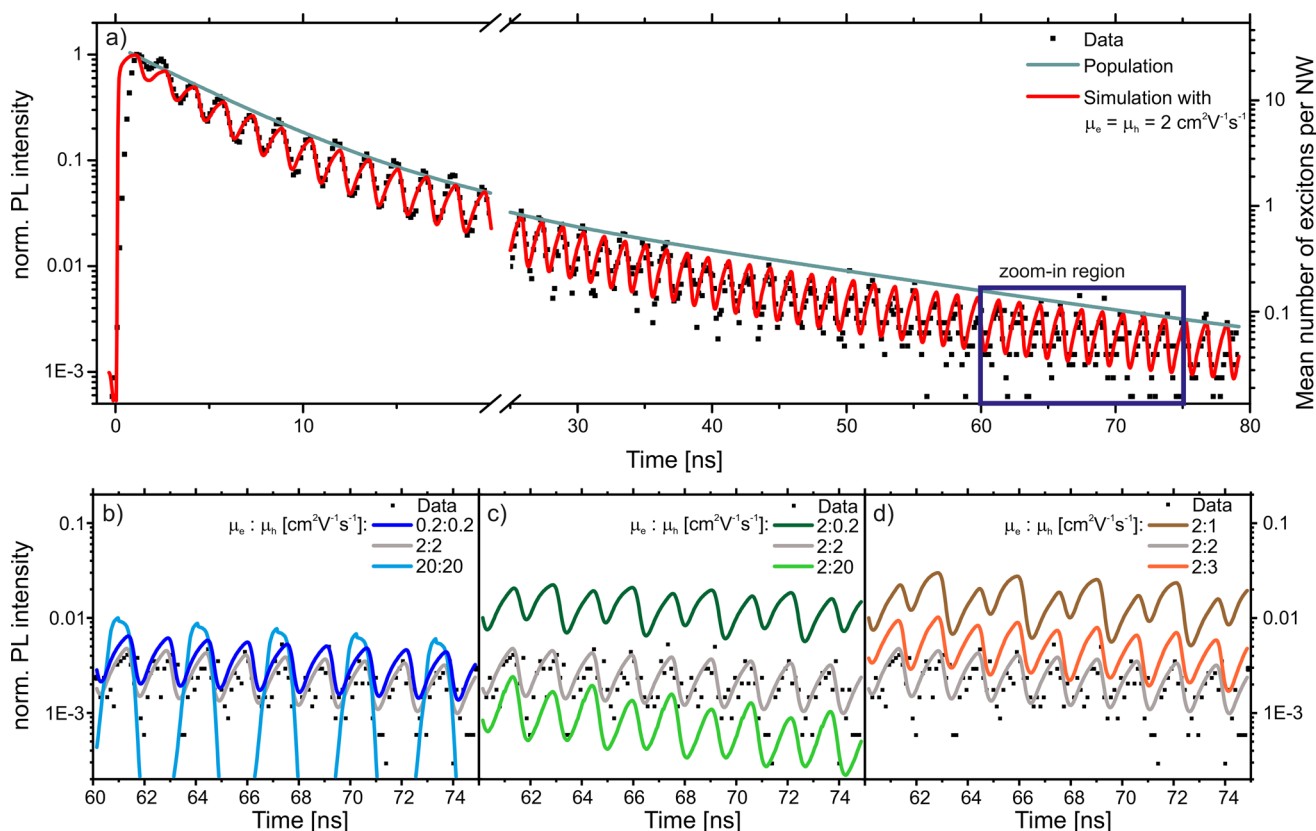 a)
Data
Population
Simulation with
μe = μh = 2 cm²V⁻¹s⁻¹
zoom-in region
norm. PL intensity
1
0.1
0.01
1E-3
Mean number of excitons per NW
10
1
0.1
0 10 30 40 50 60 70 80
Time [ns]
b)
Data
μe : μh [cm²V⁻¹s⁻¹]:
0.2:0.2
2:2
20:20
c)
Data
μe : μh [cm²V⁻¹s⁻¹]:
2:0.2
2:2
2:20
d)
Data
μe : μh [cm²V⁻¹s⁻¹]:
2:1
2:2
2:3
norm. PL intensity
0.1
0.01
1E-3
0.1
0.01
1E-3
60 62 64 66 68 70 72 74
60 62 64 66 68 70 72 74
60 62 64 66 68 70 72 74
Time [ns]
Time [ns]
Time [ns]